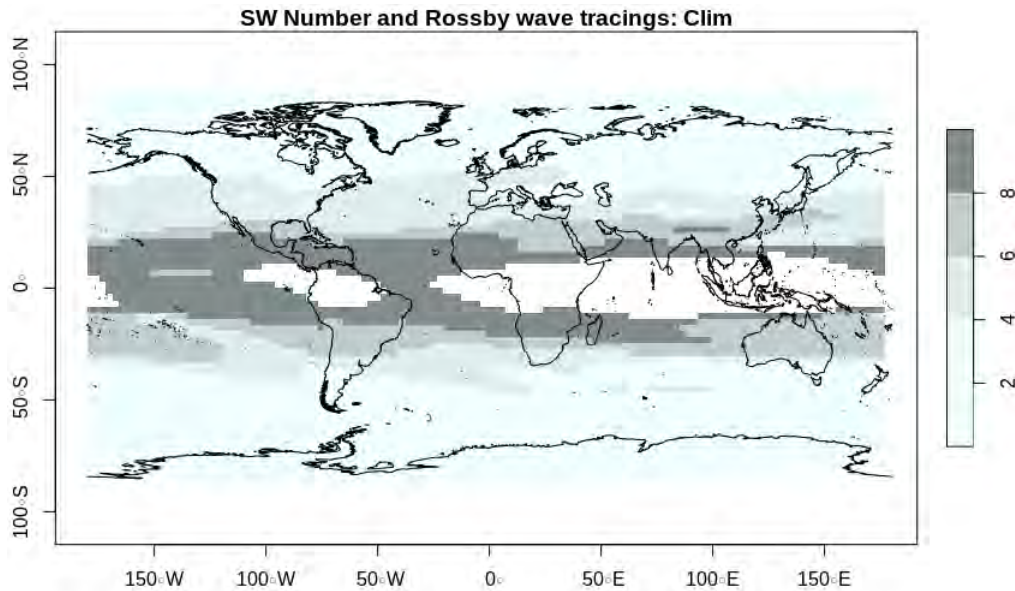 SW Number and Rossby wave tracings: Clim
100◦N
50◦N
0◦
50◦S
100◦S
150◦W 100◦W 50◦W 0◦ 50◦E 100◦E 150◦E
8
6
4
2